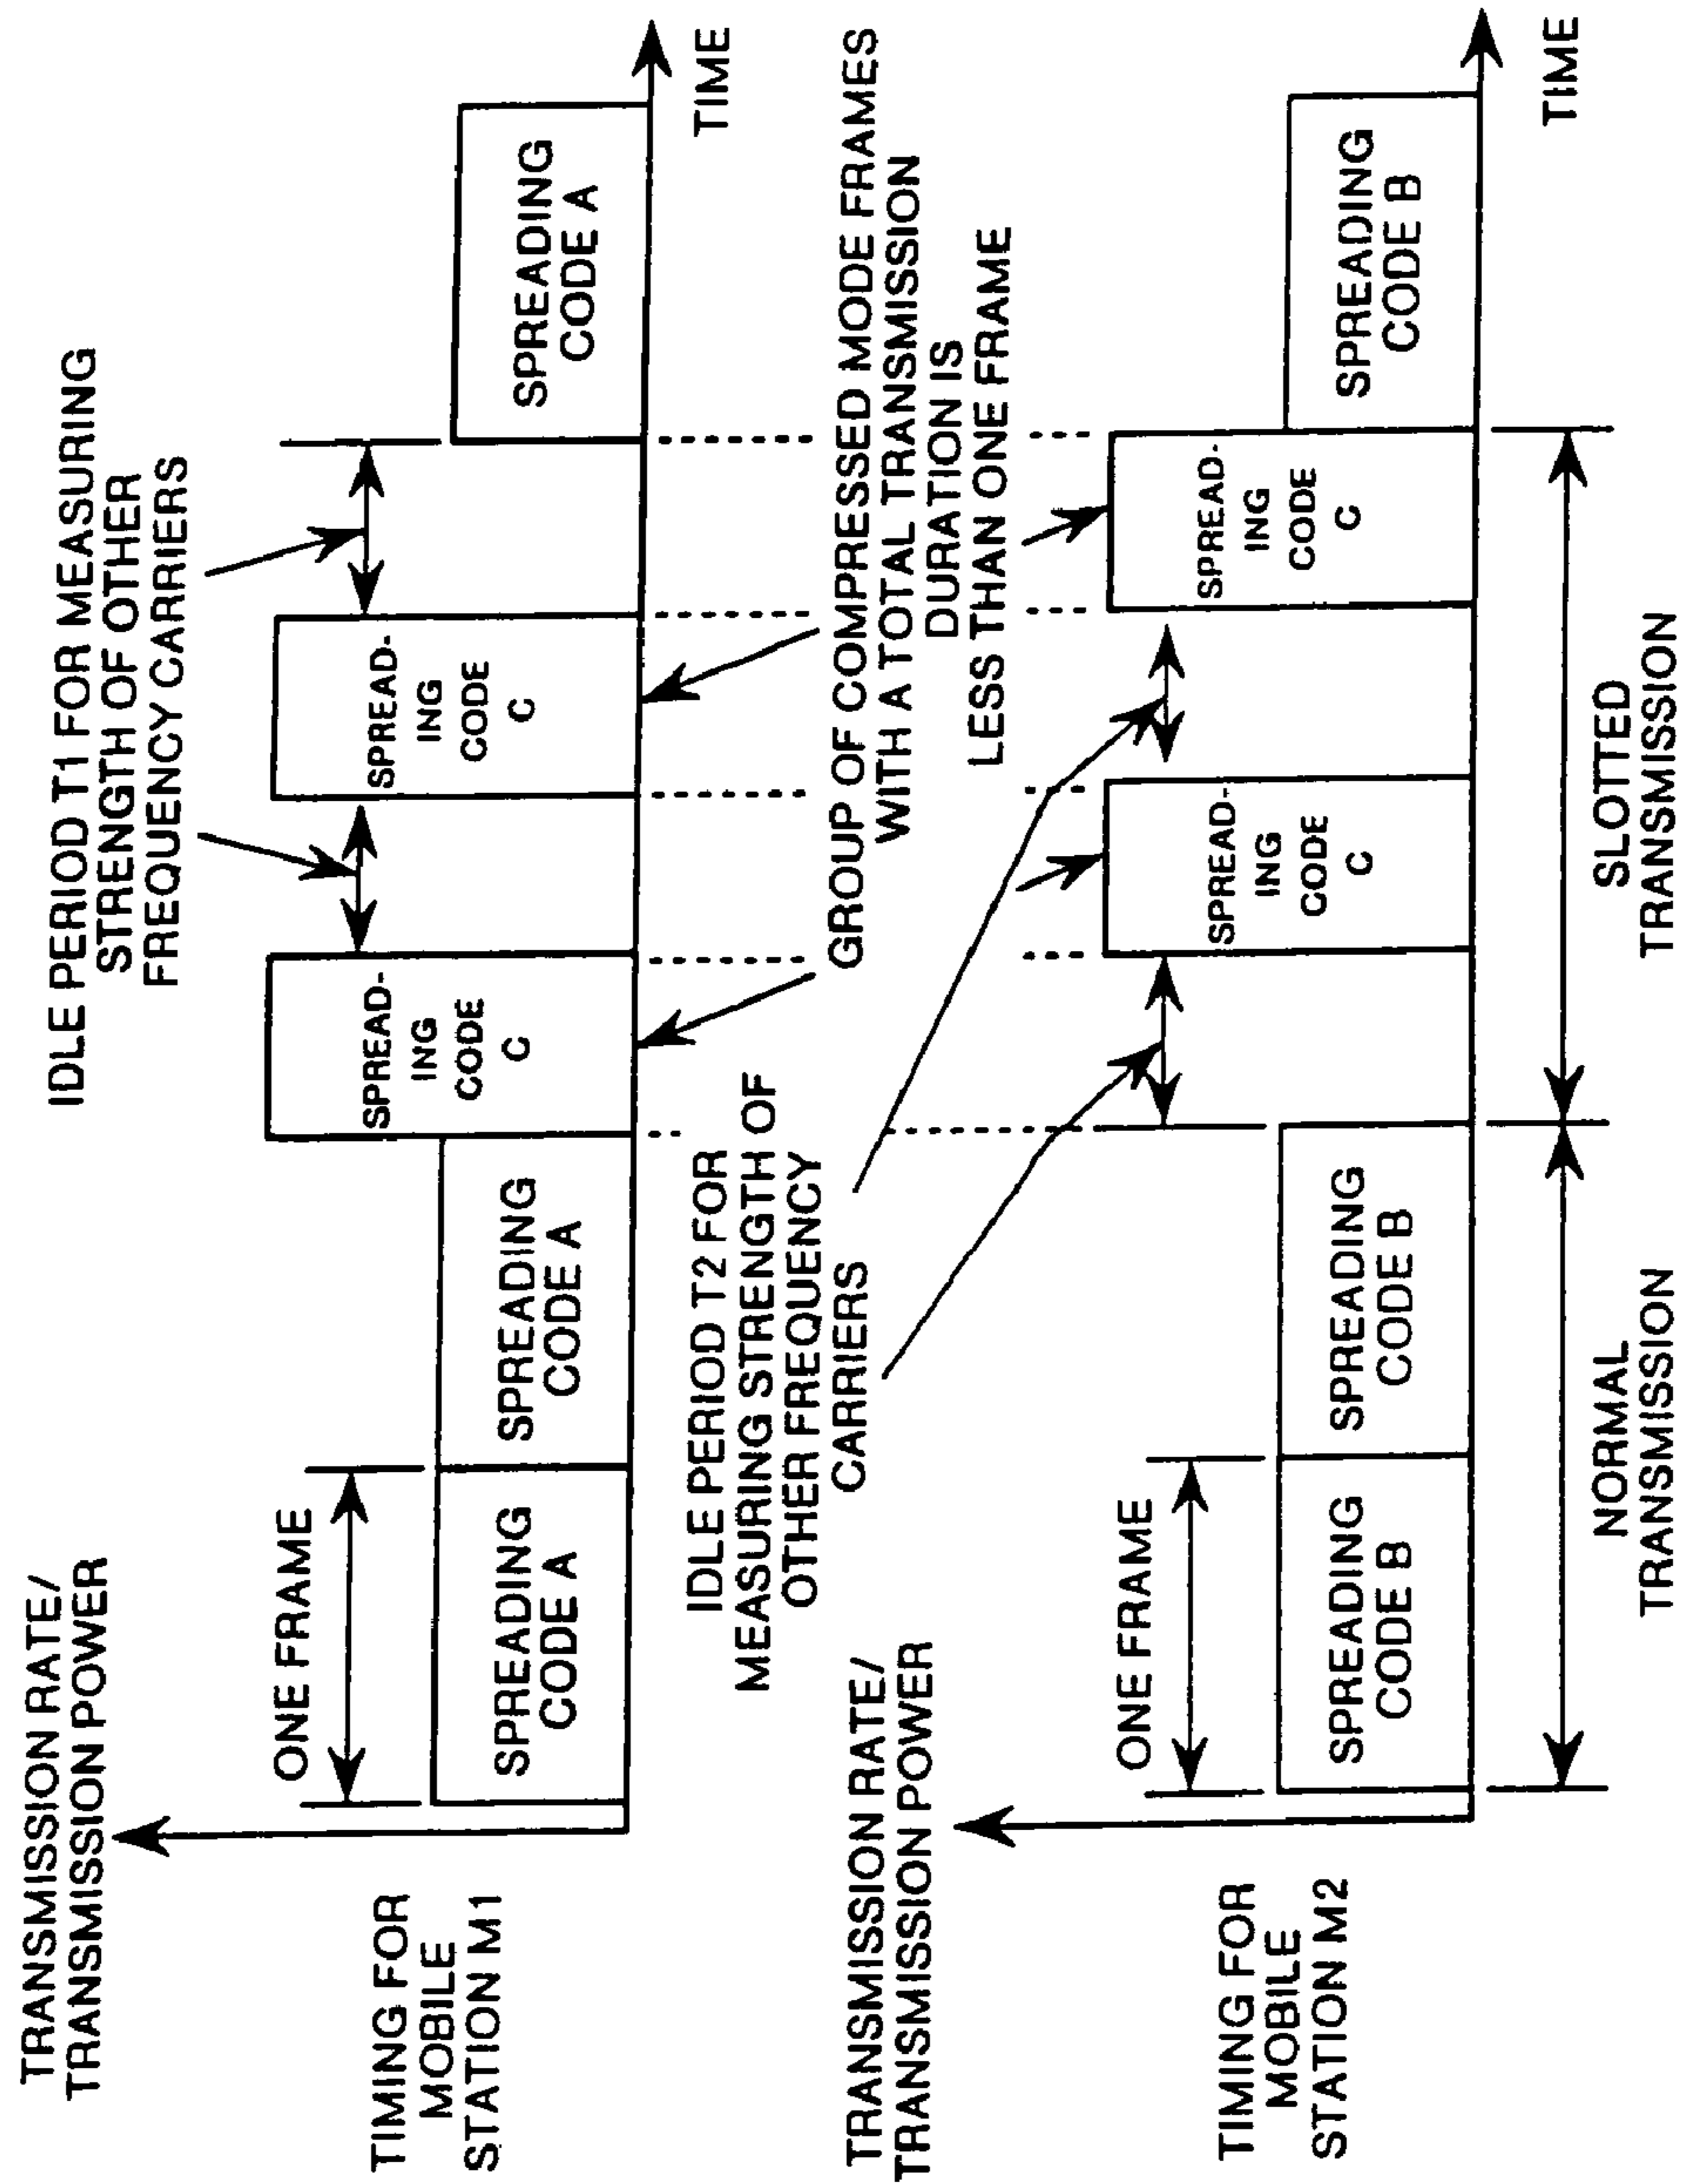 TRANSMISSION RATE/
TRANSMISSION POWER
IDLE PERIOD T1 FOR MEASURING
STRENGTH OF OTHER
FREQUENCY CARRIERS
ONE FRAME
TIMING FOR
MOBILE
STATION M1
SPREADING
CODE A
SPREADING
CODE A
SPREAD-
ING
CODE
C
SPREAD-
ING
CODE
C
SPREADING
CODE A
TIME
IDLE PERIOD T2 FOR
MEASURING STRENGTH OF
OTHER FREQUENCY
CARRIERS
GROUP OF COMPRESSED MODE FRAMES
WITH A TOTAL TRANSMISSION
DURATION IS
LESS THAN ONE FRAME
TRANSMISSION RATE/
TRANSMISSION POWER
ONE FRAME
TIMING FOR
MOBILE
STATION M2
SPREADING
CODE B
SPREADING
CODE B
SPREAD-
ING
CODE
C
SPREAD-
ING
CODE
C
SPREADING
CODE B
TIME
NORMAL
TRANSMISSION
SLOTTED
TRANSMISSION